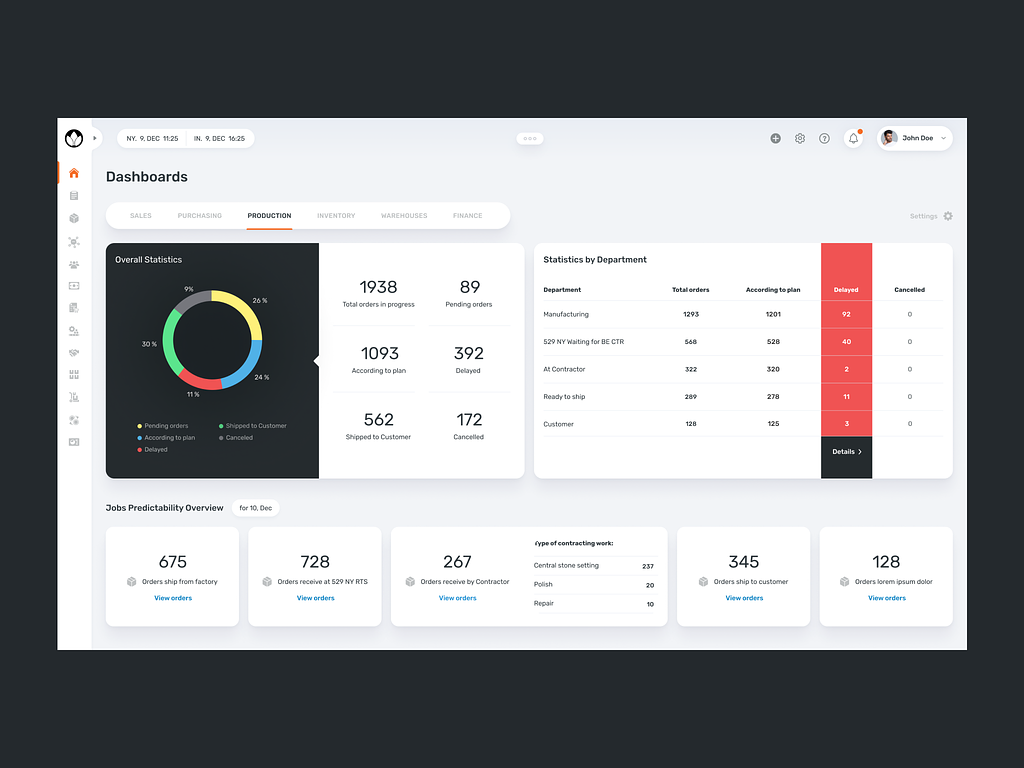 NY. 9, DEC 11:25 IN. 9, DEC 16:25
John Doe
Dashboards
SALES PURCHASING PRODUCTION INVENTORY WAREHOUSES FINANCE
Settings
Overall Statistics
9%
26 %
30 %
24 %
11 %
Pending orders Shipped to Customer
According to plan Canceled
Delayed
1938 89
Total orders in progress Pending orders
1093 392
According to plan Delayed
562 172
Shipped to Customer Cancelled
Statistics by Department
Department Total orders According to plan Delayed Cancelled
Manufacturing 1293 1201 92 0
529 NY Waiting for BE CTR 568 528 40 0
At Contractor 322 320 2 0
Ready to ship 289 278 11 0
Customer 128 125 3 0
Details
Jobs Predictability Overview for 10, Dec
675
Orders ship from factory
View orders
728
Orders receive at 529 NY RTS
View orders
267
Orders receive by Contractor
View orders
Type of contracting work:
Central stone setting 237
Polish 20
Repair 10
345
Orders ship to customer
View orders
128
Orders lorem ipsum dolor
View orders